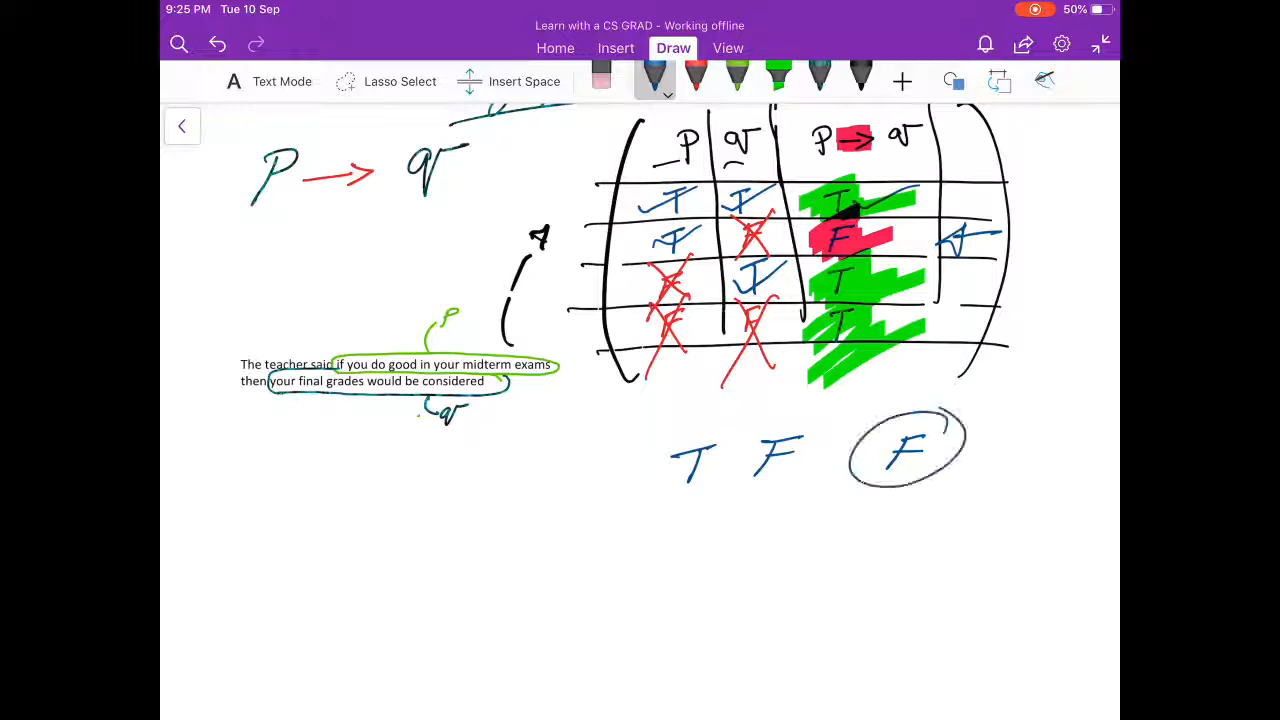 9:25 PM Tue 10 Sep 50%
Learn with a CS GRAD - Working offline
Home Insert Draw View
A Text Mode Lasso Select Insert Space
P → q
P q P → q
T T T
T F F
F T T
F F T
P
The teacher said if you do good in your midterm exams
then your final grades would be considered
q
T F F